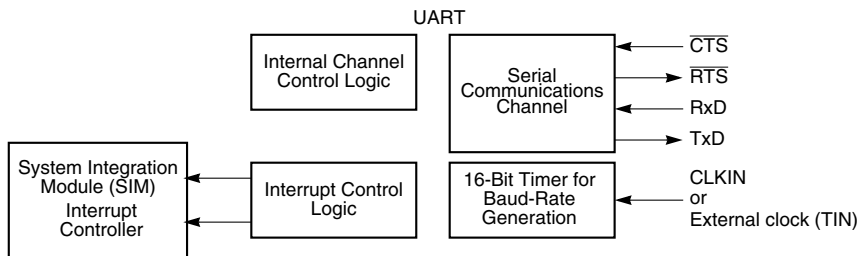 UART
Internal Channel
Control Logic
Serial
Communications
Channel
CTS
RTS
RxD
TxD
System Integration
Module (SIM)
Interrupt
Controller
Interrupt Control
Logic
16-Bit Timer for
Baud-Rate
Generation
CLKIN
or
External clock (TIN)